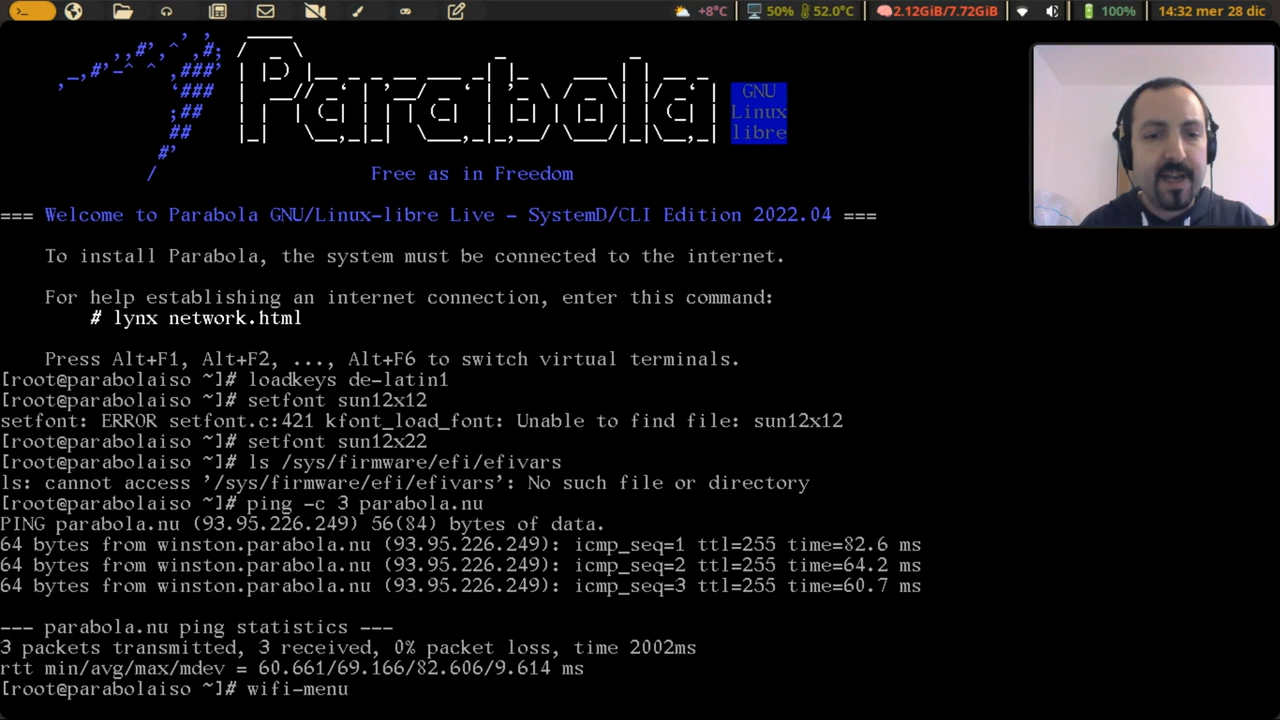 +8°C 50% 52.0°C 2.12GiB/7.72GiB 100% 14:32 mer 28 dic
Parabola
GNU
Linux
libre
Free as in Freedom
=== Welcome to Parabola GNU/Linux-libre Live - SystemD/CLI Edition 2022.04 ===
To install Parabola, the system must be connected to the internet.
For help establishing an internet connection, enter this command:
# lynx network.html
Press Alt+F1, Alt+F2, ..., Alt+F6 to switch virtual terminals.
[root@parabolaiso ~]# loadkeys de-latin1
[root@parabolaiso ~]# setfont sun12x12
setfont: ERROR setfont.c:421 kfont_load_font: Unable to find file: sun12x12
[root@parabolaiso ~]# setfont sun12x22
[root@parabolaiso ~]# ls /sys/firmware/efi/efivars
ls: cannot access '/sys/firmware/efi/efivars': No such file or directory
[root@parabolaiso ~]# ping -c 3 parabola.nu
PING parabola.nu (93.95.226.249) 56(84) bytes of data.
64 bytes from winston.parabola.nu (93.95.226.249): icmp_seq=1 ttl=255 time=82.6 ms
64 bytes from winston.parabola.nu (93.95.226.249): icmp_seq=2 ttl=255 time=64.2 ms
64 bytes from winston.parabola.nu (93.95.226.249): icmp_seq=3 ttl=255 time=60.7 ms
--- parabola.nu ping statistics ---
3 packets transmitted, 3 received, 0% packet loss, time 2002ms
rtt min/avg/max/mdev = 60.661/69.166/82.606/9.614 ms
[root@parabolaiso ~]# wifi-menu